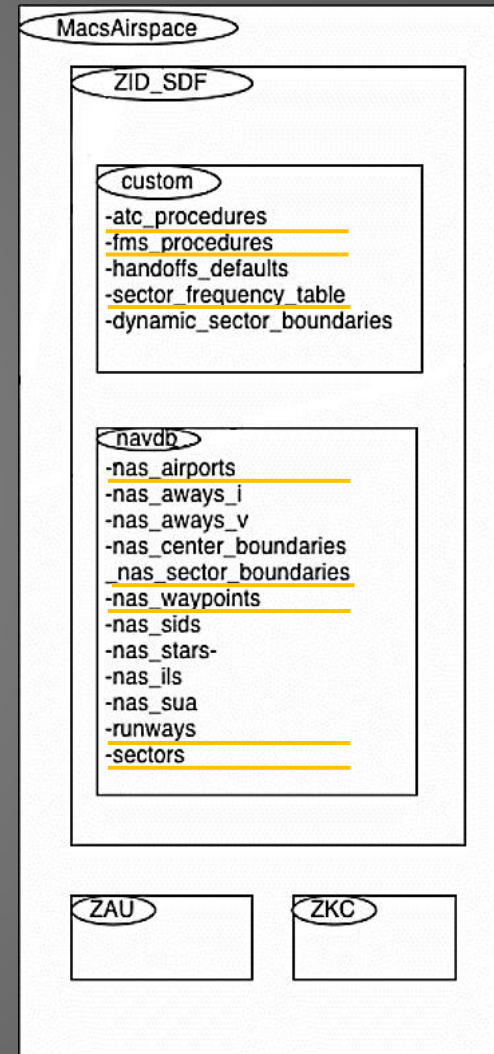 MacsAirspace
ZID_SDF
custom
-atc_procedures
-fms_procedures
-handoffs_defaults
-sector_frequency_table
-dynamic_sector_boundaries
navdb
-nas_airports
-nas_aways_i
-nas_aways_v
-nas_center_boundaries
_nas_sector_boundaries
-nas_waypoints
-nas_sids
-nas_stars-
-nas_ils
-nas_sua
-runways
-sectors
ZAU
ZKC